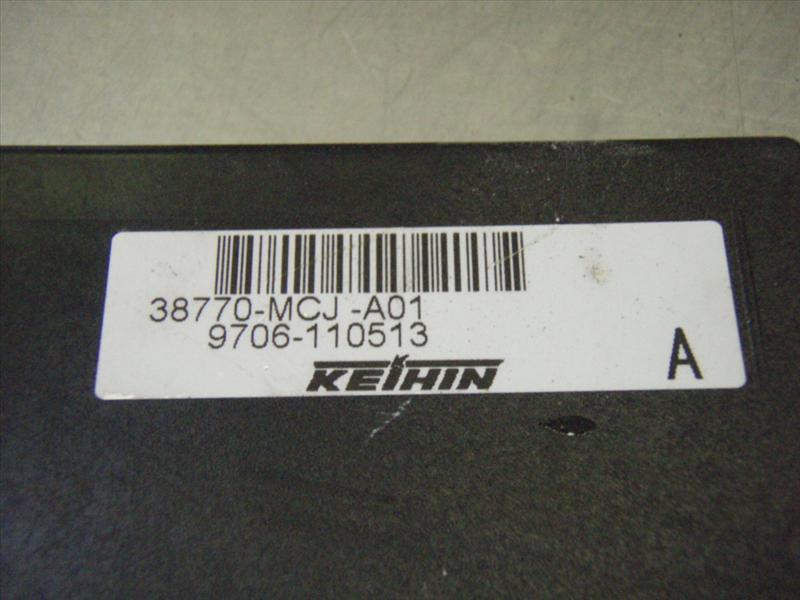 38770-MCJ -A01
9706-110513
KEIHIN
A